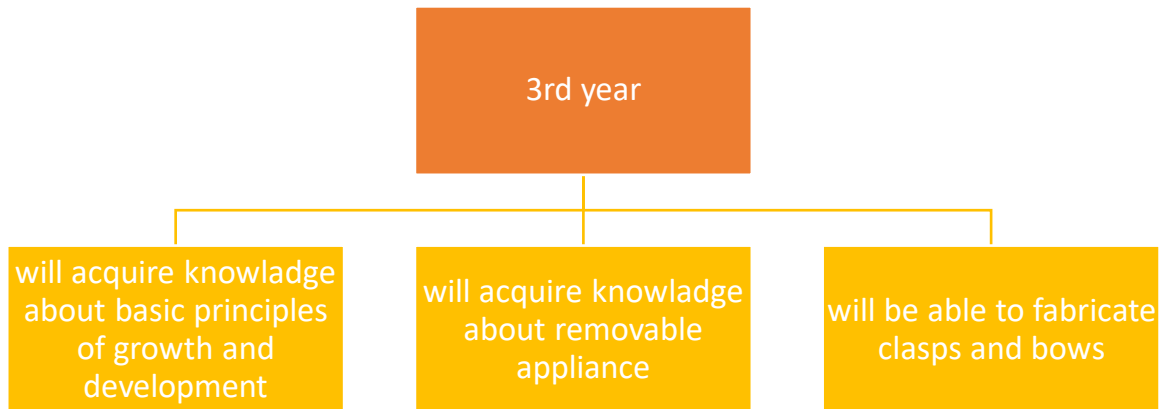 3rd year
will acquire knowladge
about basic principles
of growth and
development
will acquire knowladge
about removable
appliance
will be able to fabricate
clasps and bows